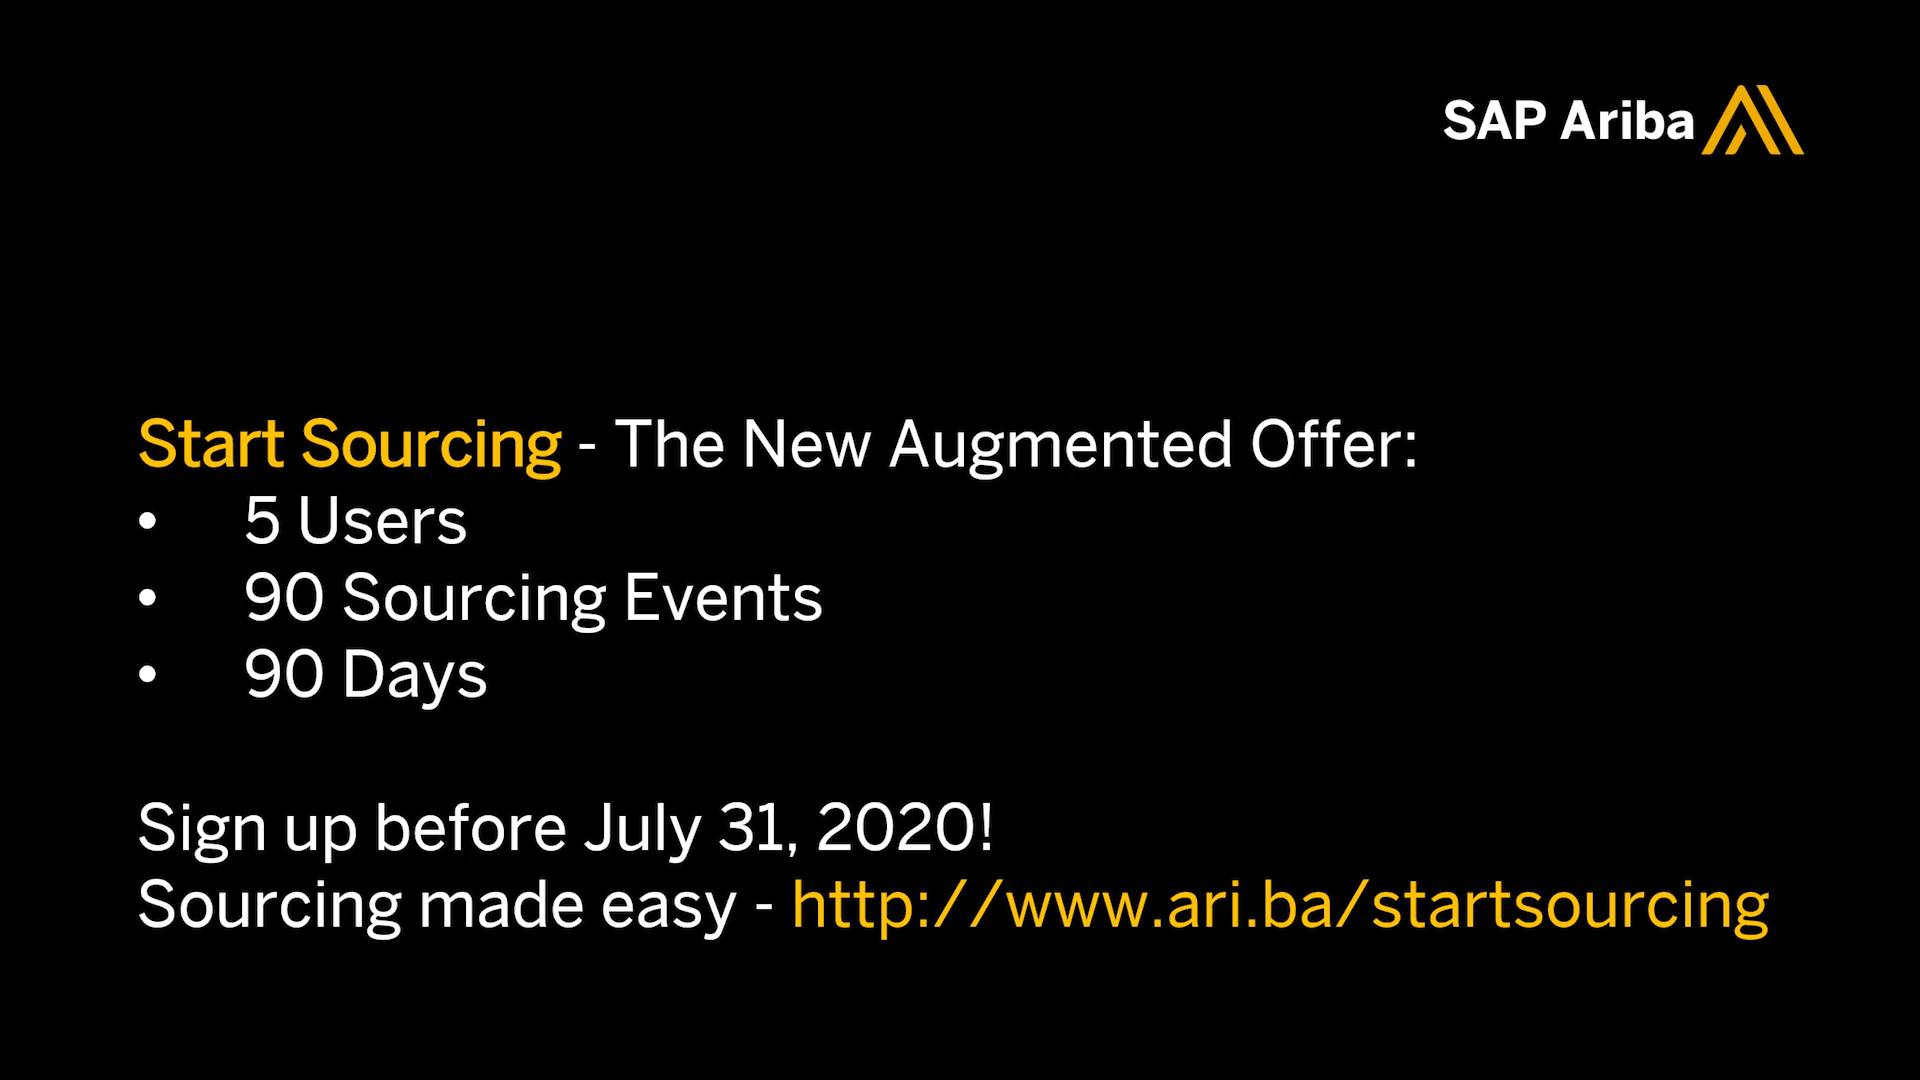 SAP Ariba
Start Sourcing - The New Augmented Offer:
• 5 Users
• 90 Sourcing Events
• 90 Days
Sign up before July 31, 2020!
Sourcing made easy - http://www.ari.ba/startsourcing